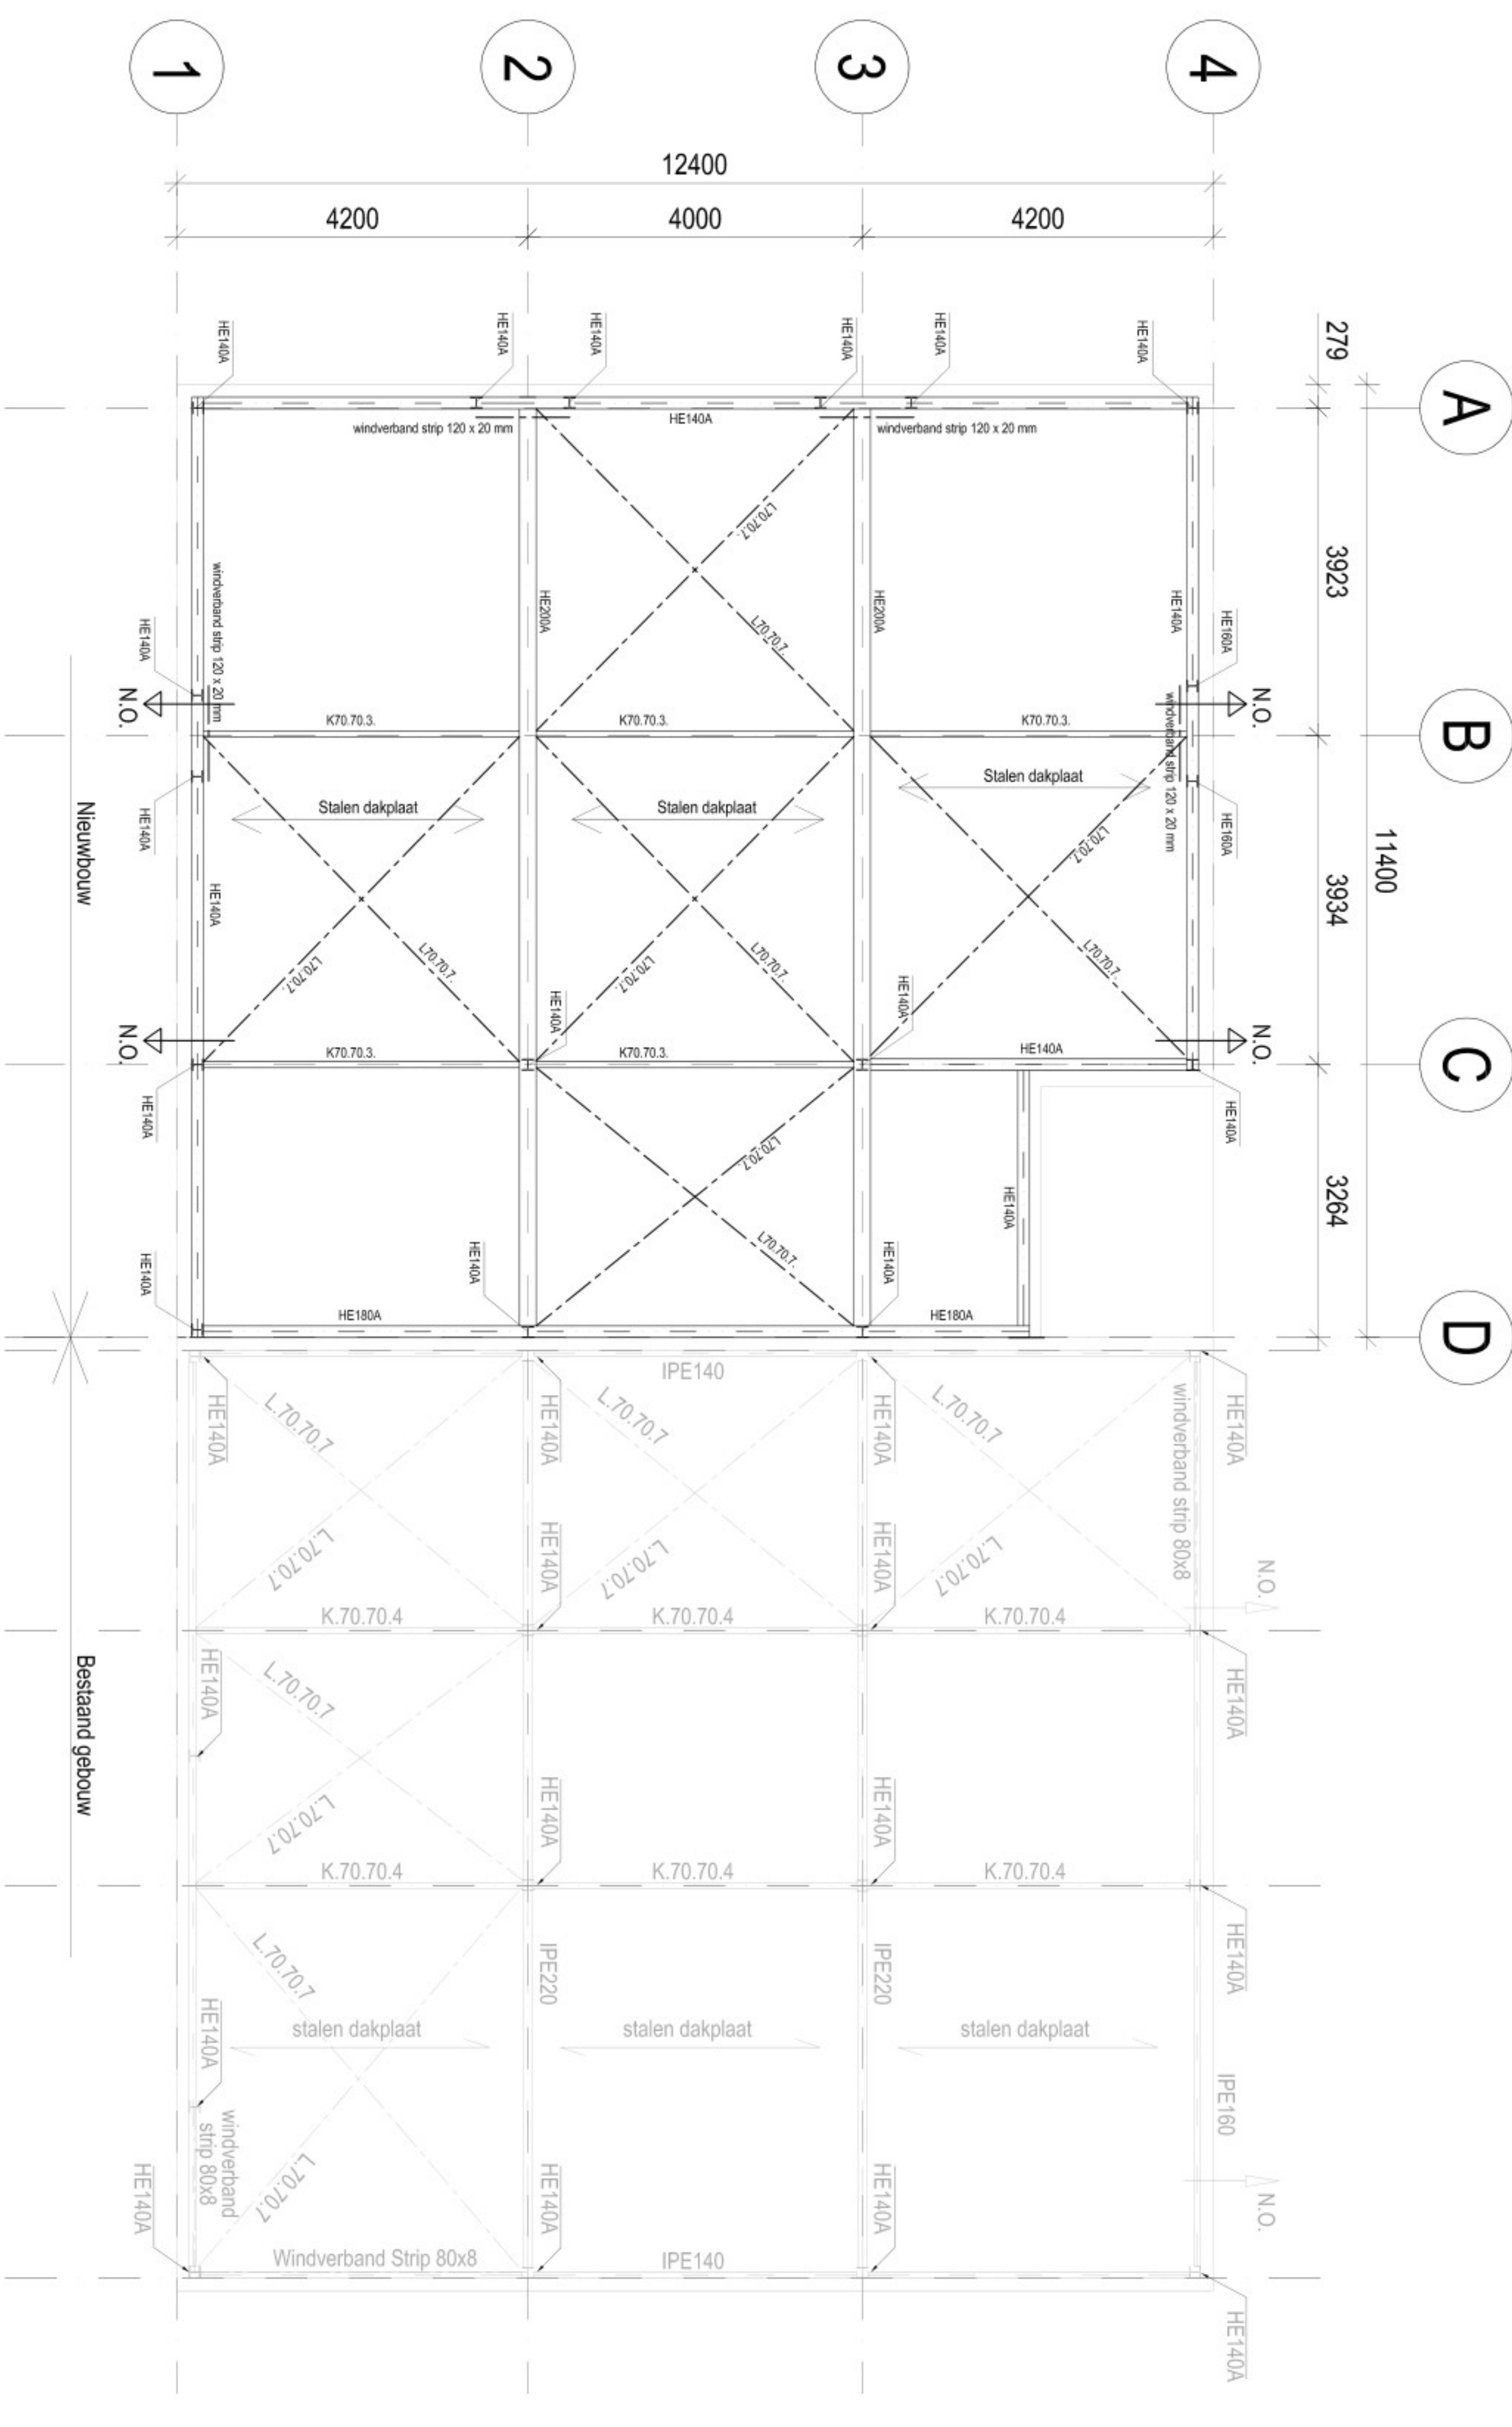 1
2
3
4
12400
4200
4000
4200
279
A
HE140A
HE140A
HE140A
HE140A
HE140A
HE140A
windverband strip 120 x 20 mm
HE140A
windverband strip 120 x 20 mm
L70.70.7.
3923
windverband strip 120 x 20 mm
HE140A
HE200A
L70.70.7.
HE200A
HE140A
HE160A
N.O.
N.O.
K70.70.3.
K70.70.3.
K70.70.3.
B
windverband strip 120 x 20 mm
Stalen dakplaat
Stalen dakplaat
Stalen dakplaat
HE140A
HE160A
Nieuwbouw
11400
L70.70.7.
3934
HE140A
L70.70.7.
L70.70.7.
L70.70.7.
L70.70.7.
L70.70.7.
HE140A
HE140A
N.O.
N.O.
K70.70.3.
K70.70.3.
HE140A
C
HE140A
HE140A
L70.70.7.
HE140A
3264
L70.70.7.
HE140A
HE140A
HE140A
HE180A
HE180A
D
IPE140
HE140A
L.70.70.7
HE140A
L.70.70.7
HE140A
L.70.70.7
windverband strip 80x8
HE140A
L.70.70.7
HE140A
L.70.70.7
HE140A
L.70.70.7
N.O.
K.70.70.4
K.70.70.4
K.70.70.4
HE140A
L.70.70.7
HE140A
Bestaand gebouw
L.70.70.7
HE140A
HE140A
K.70.70.4
K.70.70.4
K.70.70.4
L.70.70.7
IPE220
IPE220
HE140A
HE140A
stalen dakplaat
stalen dakplaat
stalen dakplaat
IPE160
windverband
strip 80x8
L.70.70.7
HE140A
HE140A
HE140A
N.O.
Windverband Strip 80x8
IPE140
HE140A